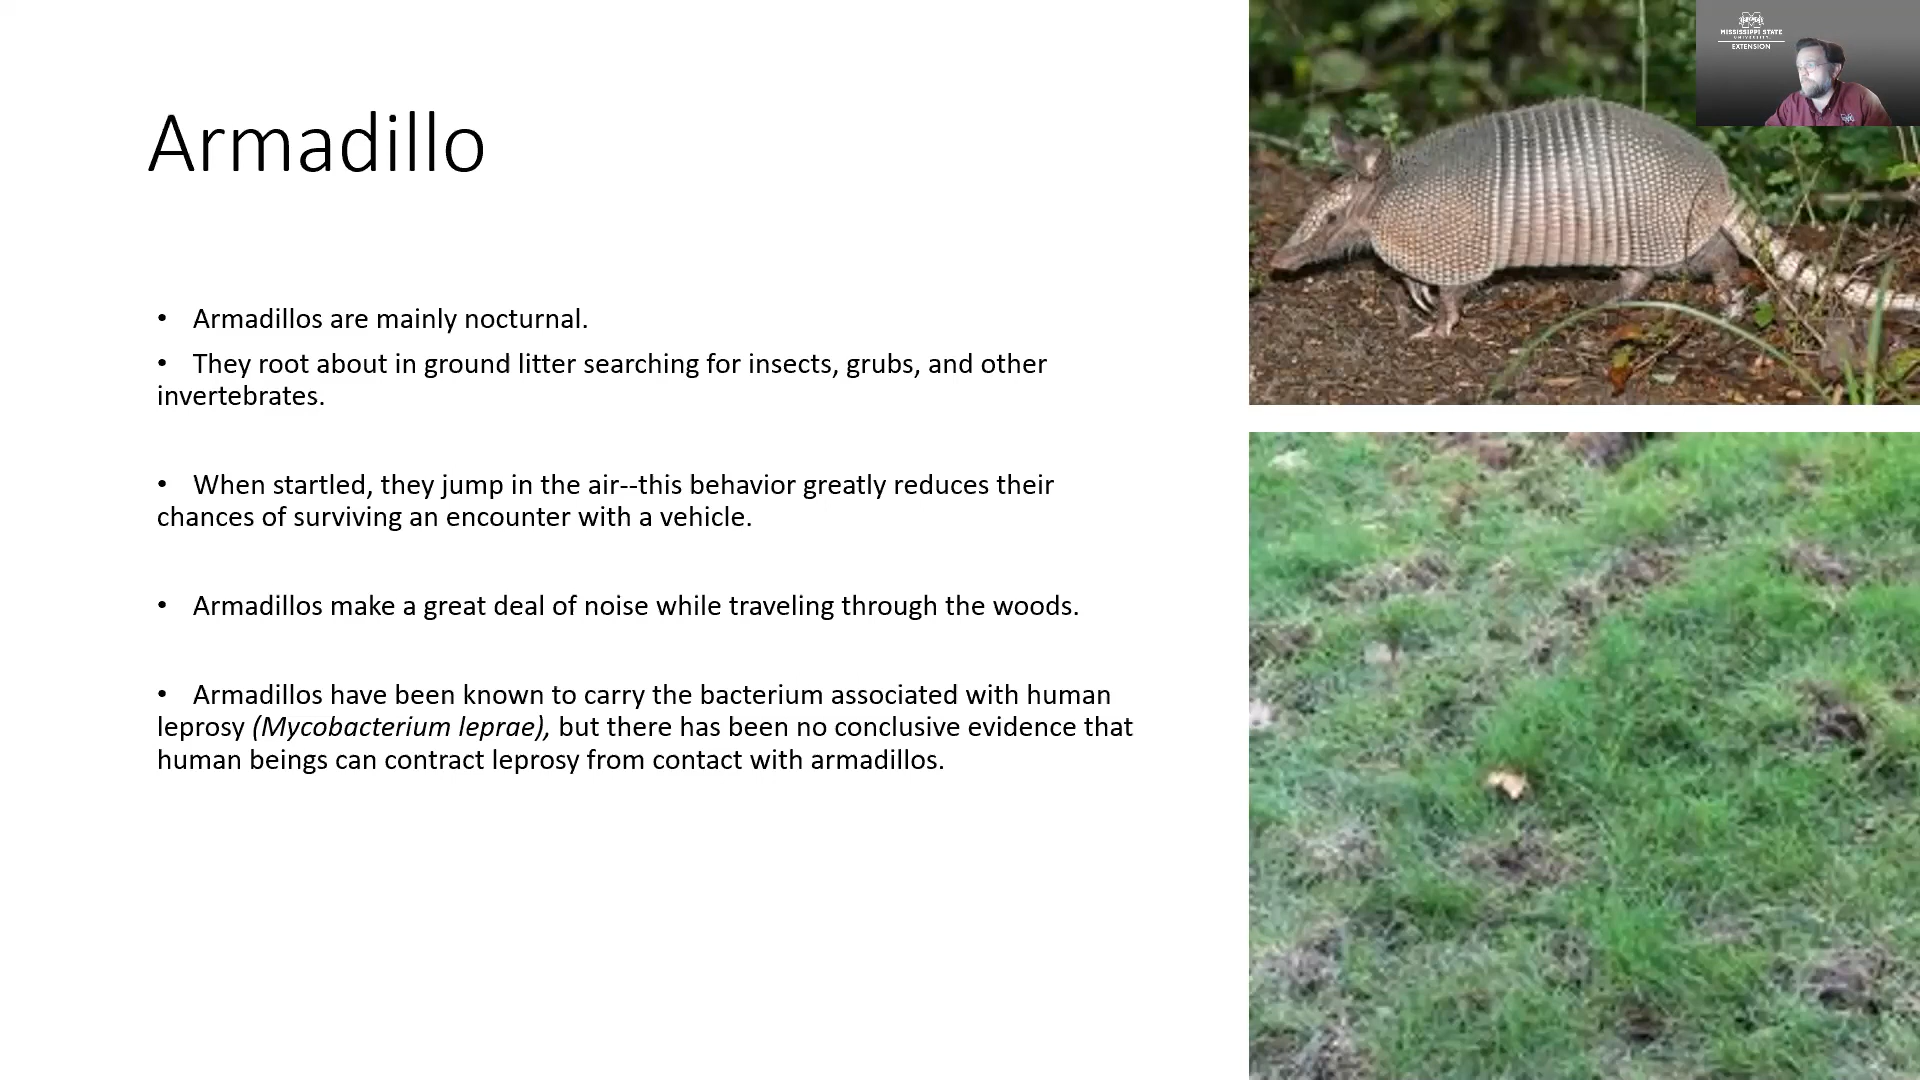 MISSISSIPPI STATE
UNIVERSITY
EXTENSION
Armadillo
• Armadillos are mainly nocturnal.
• They root about in ground litter searching for insects, grubs, and other
invertebrates.
• When startled, they jump in the air--this behavior greatly reduces their
chances of surviving an encounter with a vehicle.
• Armadillos make a great deal of noise while traveling through the woods.
• Armadillos have been known to carry the bacterium associated with human
leprosy (Mycobacterium leprae), but there has been no conclusive evidence that
human beings can contract leprosy from contact with armadillos.